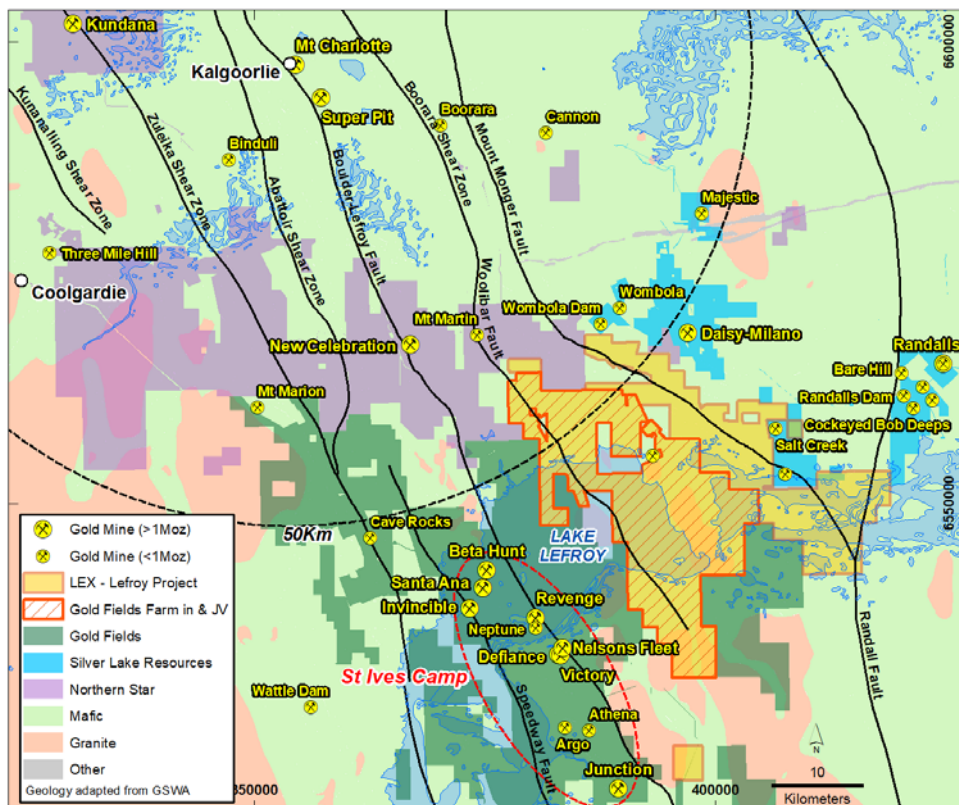 Kundana
Mt Charlotte
Kalgoorlie
Super Pit
6600000
Kunanalling Shear Zone
Zuleika Shear Zone
Binduli
Abattoir Shear Zone
Boulder-Lefroy Fault
Boorara
Boorara Shear Zone
Cannon
Mount Monger Fault
Majestic
Three Mile Hill
Coolgardie
Woolibar Fault
Wombola
Wombola Dam
Mt Martin
Daisy-Milano
New Celebration
Randalls
Bare Hill
Mt Marion
Randalls Dam
Cockeyed Bob Deeps
Salt Creek
6550000
50Km
Cave Rocks
LAKE
LEFROY
Beta Hunt
Santa Ana
Invincible
Revenge
Neptune
Nelsons Fleet
Defiance
Victory
St Ives Camp
Speedway Fault
Randall Fault
Wattle Dam
Athena
Argo
Junction
Gold Mine (>1Moz)
Gold Mine (<1Moz)
LEX - Lefroy Project
Gold Fields Farm in & JV
Gold Fields
Silver Lake Resources
Northern Star
Mafic
Granite
Other
Geology adapted from GSWA
350000
400000
N
10
Kilometers